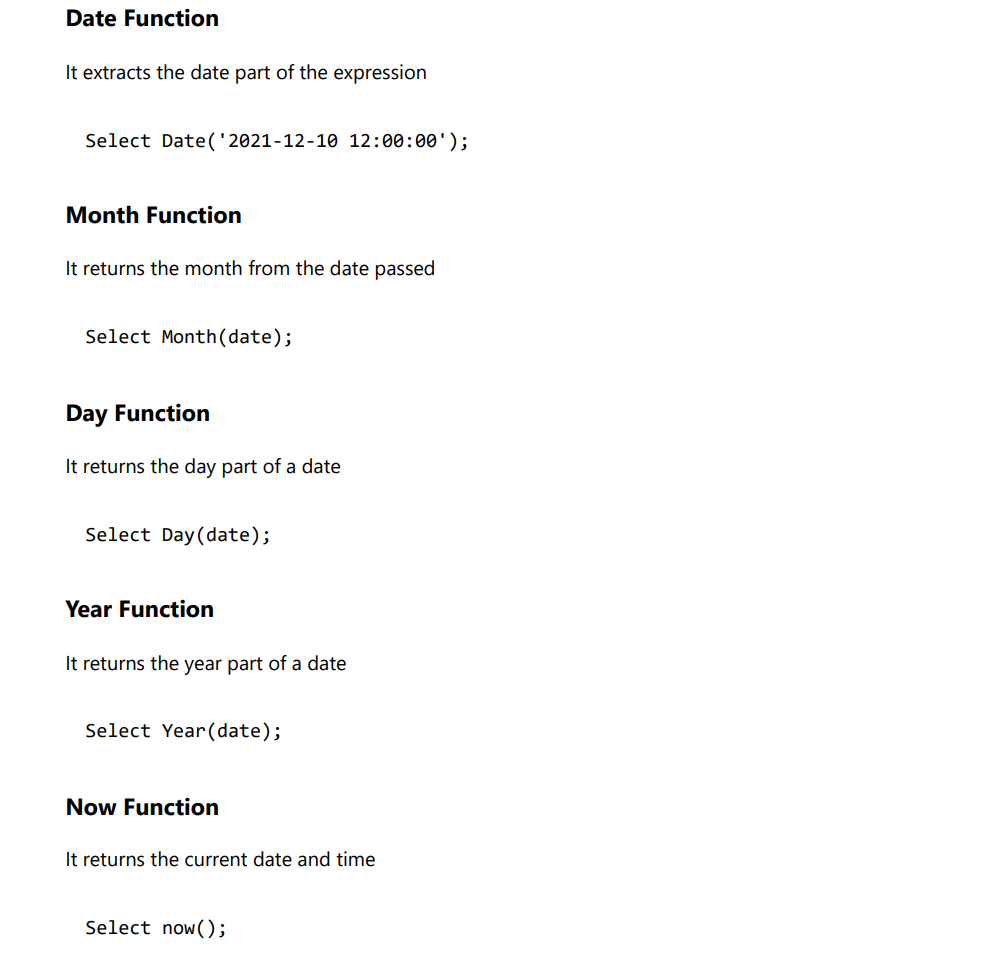 Date Function
It extracts the date part of the expression
Select Date('2021-12-10 12:00:00');
Month Function
It returns the month from the date passed
Select Month(date);
Day Function
It returns the day part of a date
Select Day(date);
Year Function
It returns the year part of a date
Select Year(date);
Now Function
It returns the current date and time
Select now();